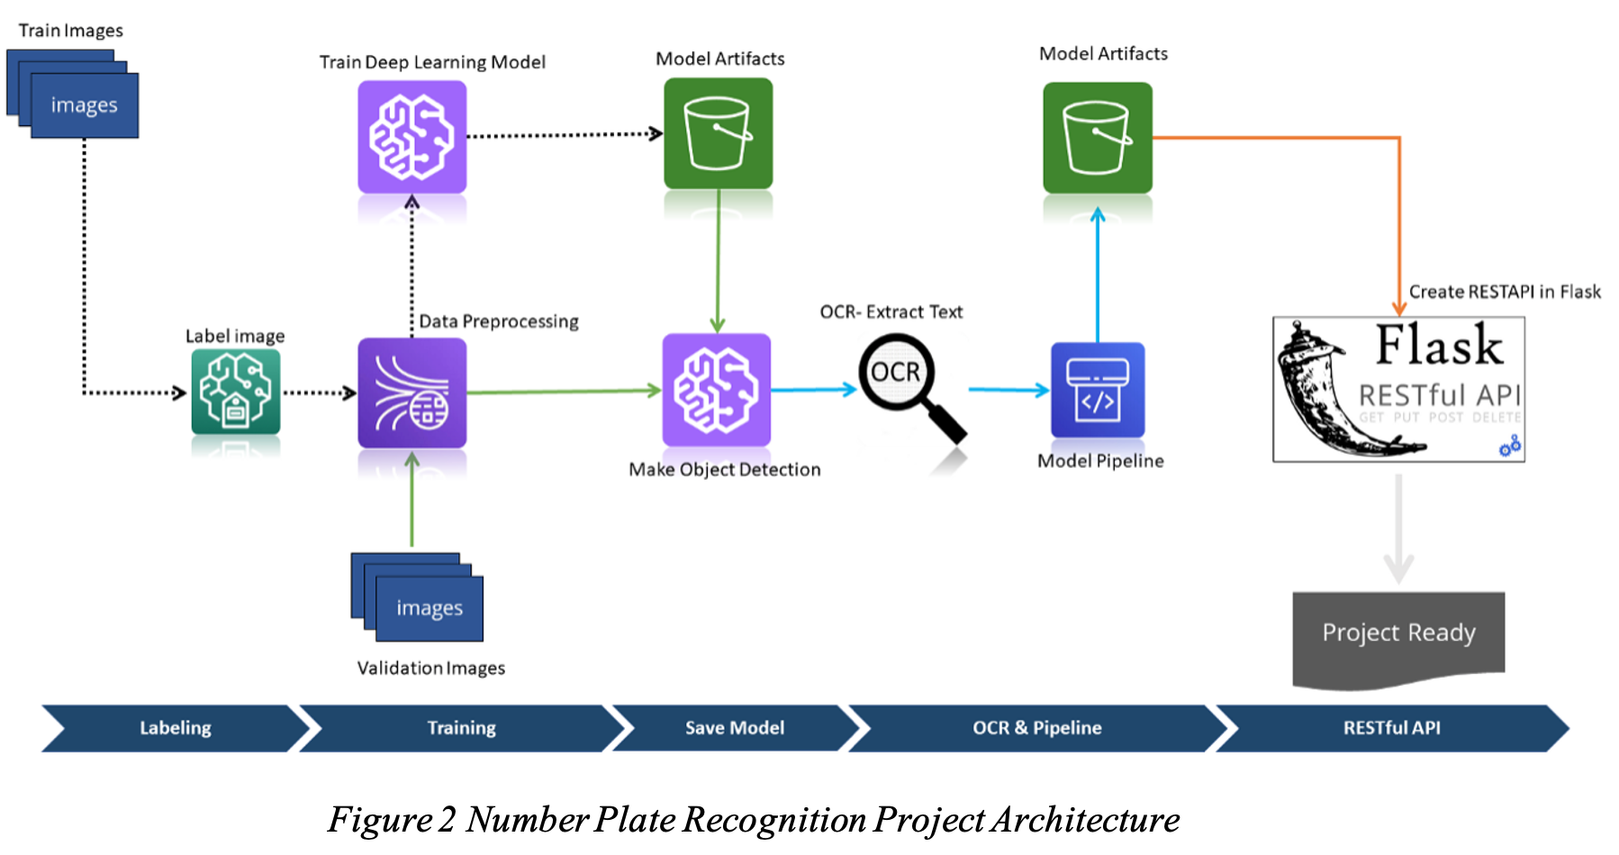 Train Images
images
Train Deep Learning Model
Model Artifacts
Model Artifacts
Label image
Data Preprocessing
OCR- Extract Text
OCR
Make Object Detection
</>
Model Pipeline
Create RESTAPI in Flask
Flask
RESTful API
GET PUT POST DELETE
images
Validation Images
Project Ready
Labeling
Training
Save Model
OCR & Pipeline
RESTful API
Figure 2 Number Plate Recognition Project Architecture